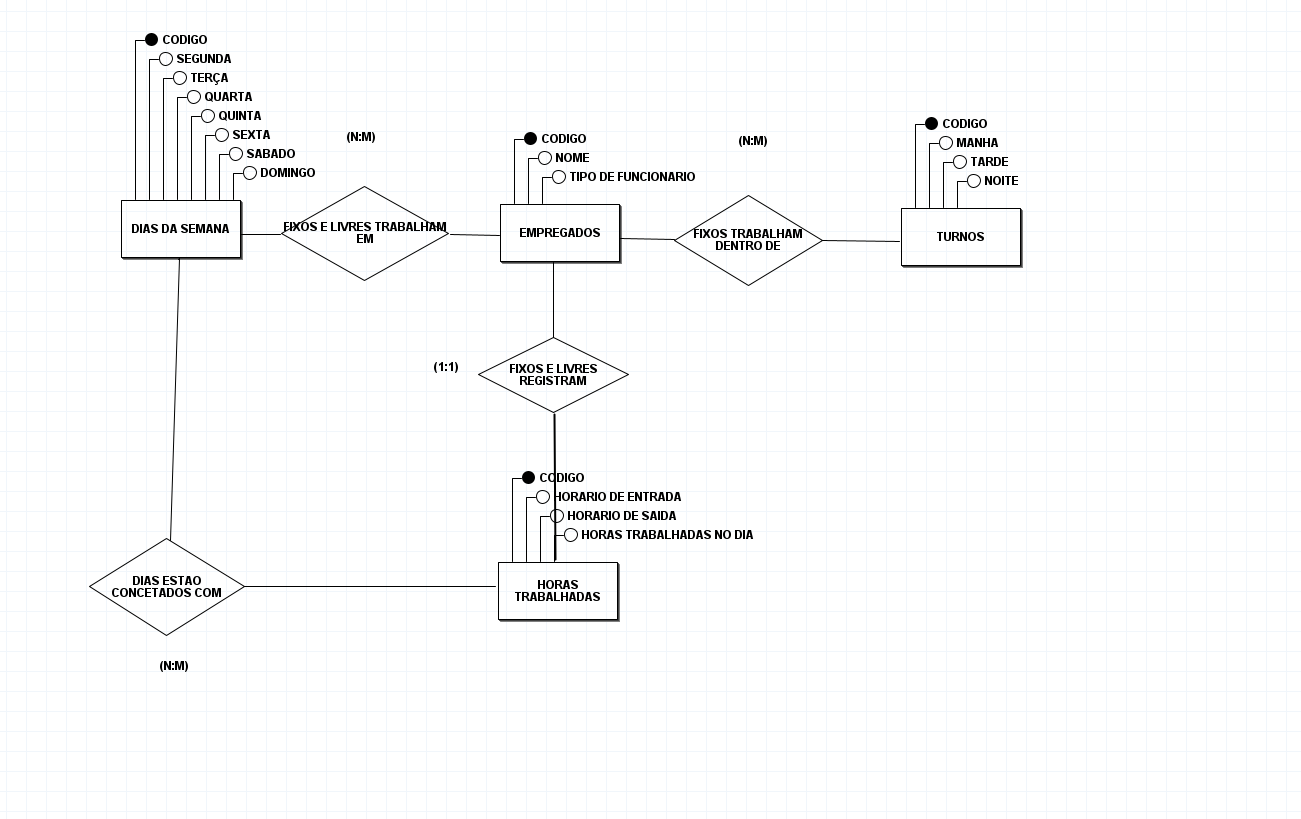 CODIGO
SEGUNDA
TERÇA
QUARTA
QUINTA
SEXTA
SABADO
DOMINGO
DIAS DA SEMANA
(N:M)
FIXOS E LIVRES TRABALHAM
EM
CODIGO
NOME
TIPO DE FUNCIONARIO
EMPREGADOS
(N:M)
FIXOS TRABALHAM
DENTRO DE
CODIGO
MANHA
TARDE
NOITE
TURNOS
(1:1)
FIXOS E LIVRES
REGISTRAM
CODIGO
HORARIO DE ENTRADA
HORARIO DE SAIDA
HORAS TRABALHADAS NO DIA
HORAS
TRABALHADAS
DIAS ESTAO
CONCETADOS COM
(N:M)